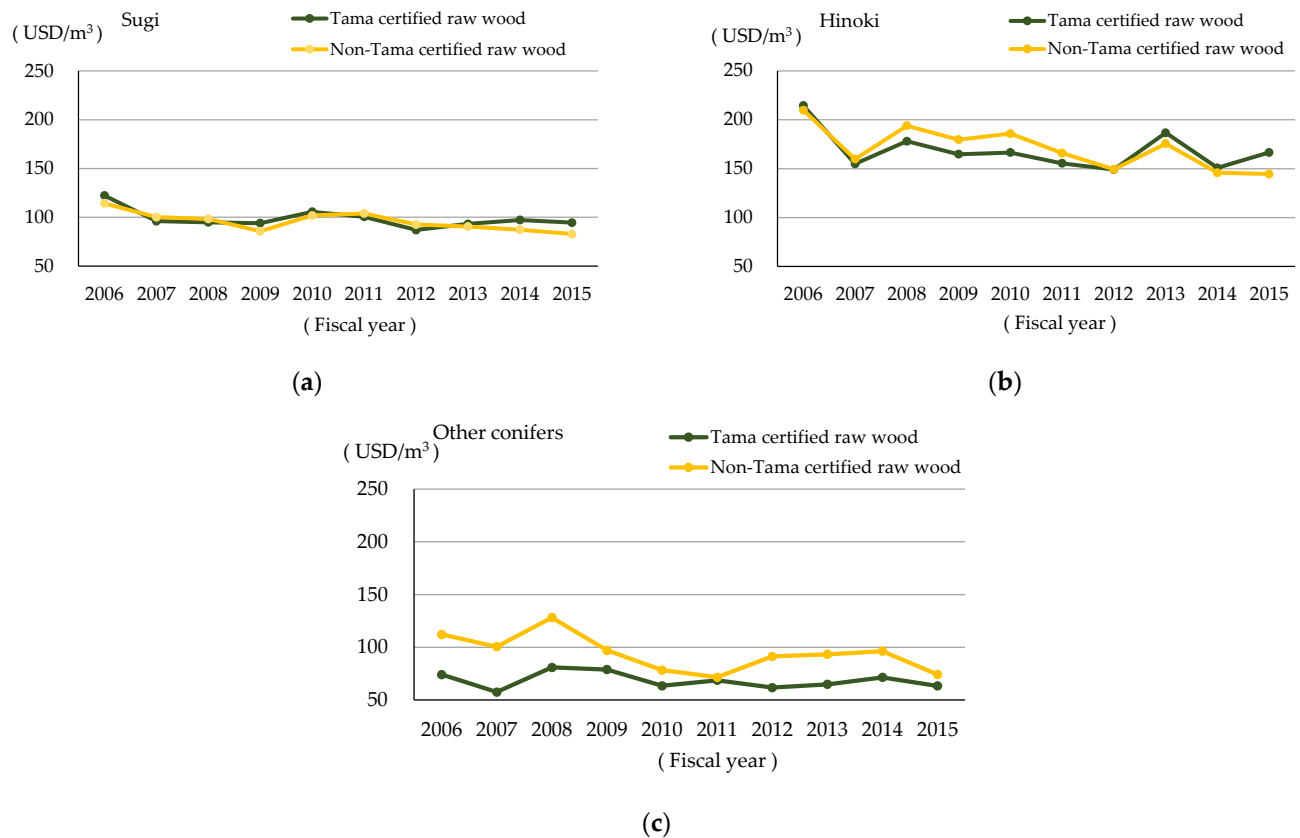 Sugi
( USD/m³)
Tama certified raw wood
Non-Tama certified raw wood
250
200
150
100
50
2006 2007 2008 2009 2010 2011 2012 2013 2014 2015
( Fiscal year )
(a)
Hinoki
( USD/m³)
Tama certified raw wood
Non-Tama certified raw wood
250
200
150
100
50
2006 2007 2008 2009 2010 2011 2012 2013 2014 2015
( Fiscal year )
(b)
Other conifers
( USD/m³)
Tama certified raw wood
Non-Tama certified raw wood
250
200
150
100
50
2006 2007 2008 2009 2010 2011 2012 2013 2014 2015
( Fiscal year )
(c)